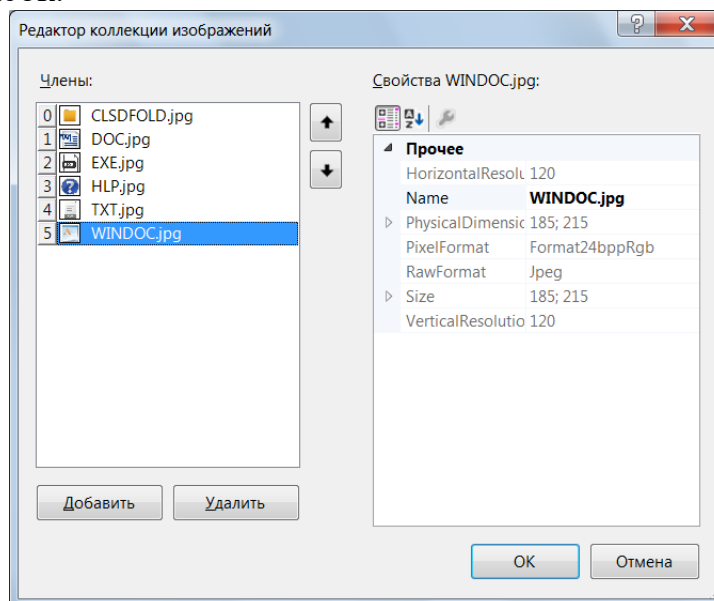 Редактор коллекции изображений
Члены:
0 CLSDFOLD.jpg
1 DOC.jpg
2 EXE.jpg
3 HLP.jpg
4 TXT.jpg
5 WINDOC.jpg
Добавить Удалить
Свойства WINDOC.jpg:
Прочее
HorizontalResolu 120
Name WINDOC.jpg
PhysicalDimensic 185; 215
PixelFormat Format24bppRgb
RawFormat Jpeg
Size 185; 215
VerticalResolutio 120
OK Отмена